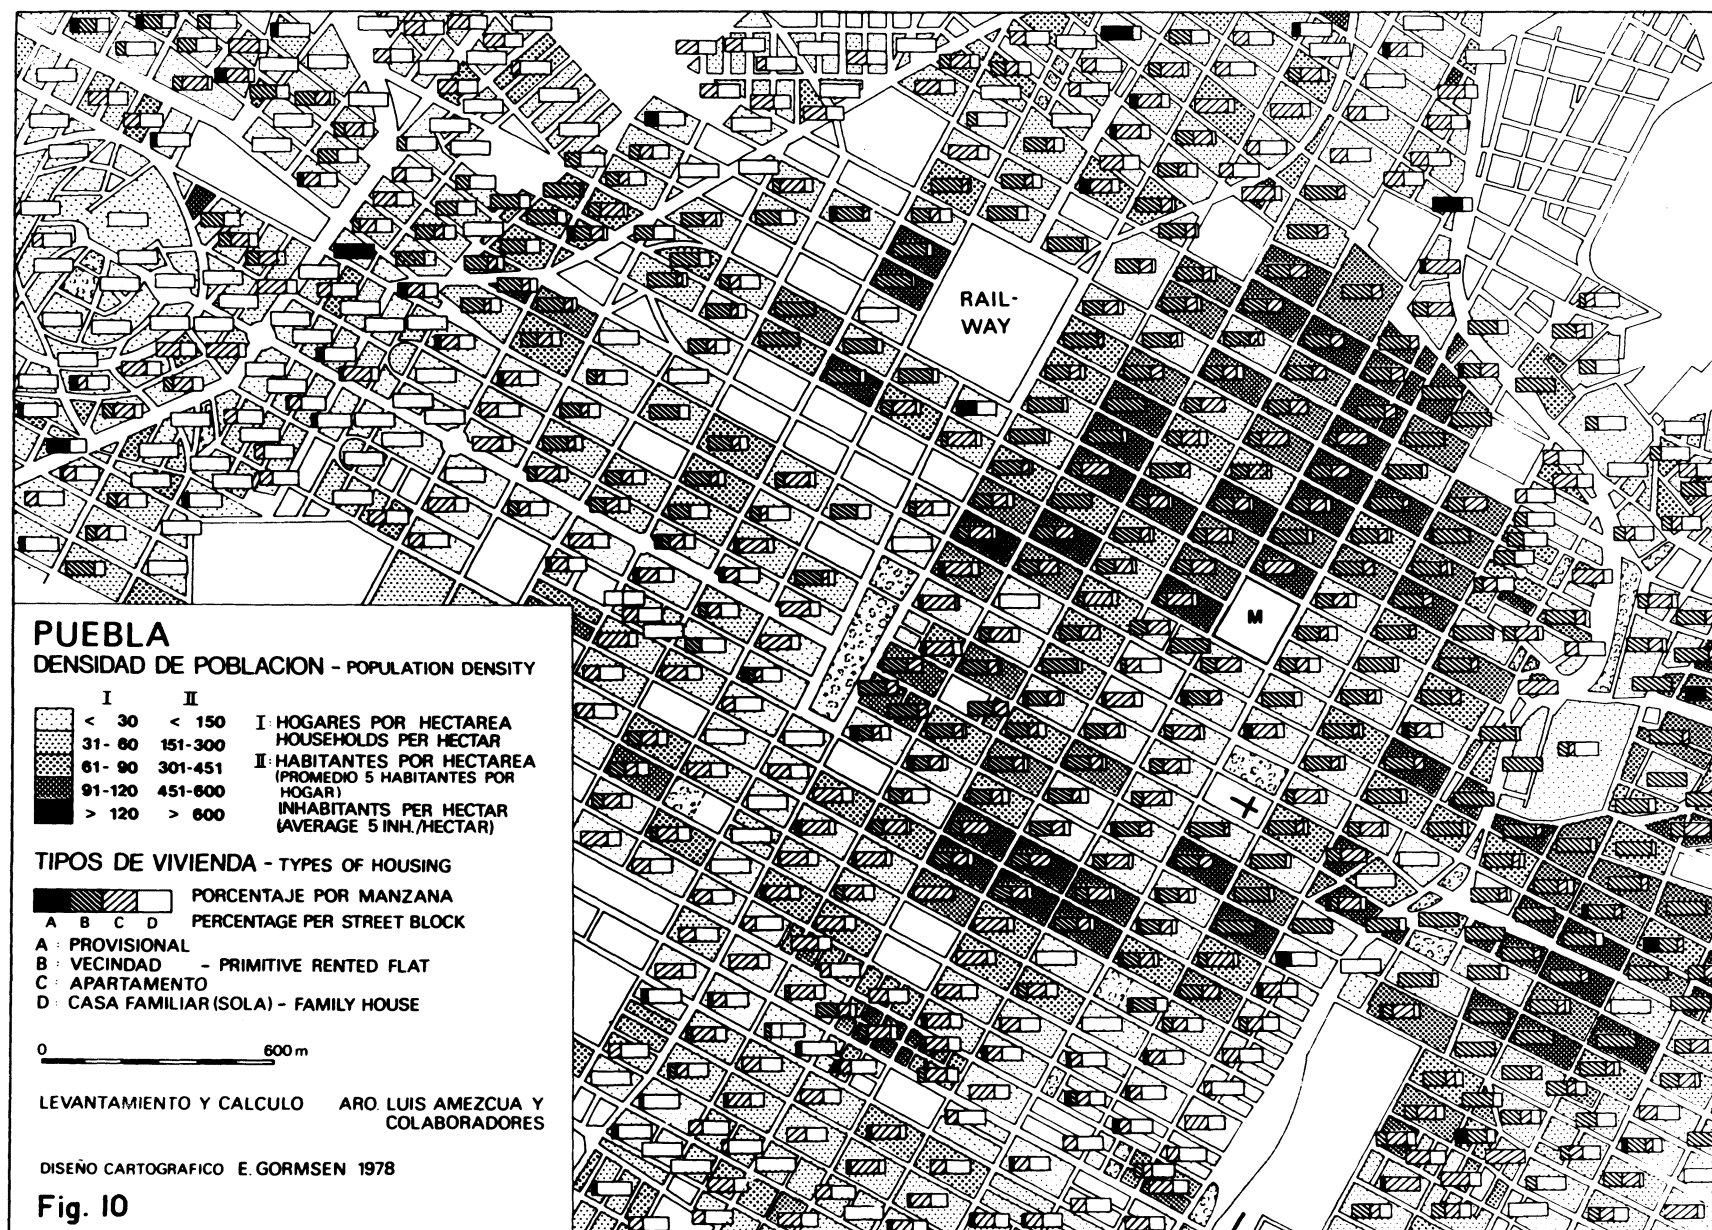 RAIL-
WAY
M
PUEBLA
DENSIDAD DE POBLACION - POPULATION DENSITY
I II
< 30 < 150
31- 60 151-300
61- 90 301-451
91-120 451-600
> 120 > 600
I: HOGARES POR HECTAREA
HOUSEHOLDS PER HECTAR
II: HABITANTES POR HECTAREA
(PROMEDIO 5 HABITANTES POR
HOGAR)
INHABITANTS PER HECTAR
(AVERAGE 5 INH./HECTAR)
TIPOS DE VIVIENDA - TYPES OF HOUSING
PORCENTAJE POR MANZANA
A B C D PERCENTAGE PER STREET BLOCK
A : PROVISIONAL
B : VECINDAD - PRIMITIVE RENTED FLAT
C : APARTAMENTO
D : CASA FAMILIAR (SOLA) - FAMILY HOUSE
0 600 m
LEVANTAMIENTO Y CALCULO ARO. LUIS AMEZCUA Y
COLABORADORES
DISEÑO CARTOGRAFICO E. GORMSEN 1978
Fig. 10